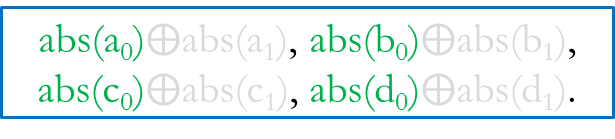 abs(a₀)⊕abs(a₁), abs(b₀)⊕abs(b₁),
abs(c₀)⊕abs(c₁), abs(d₀)⊕abs(d₁).